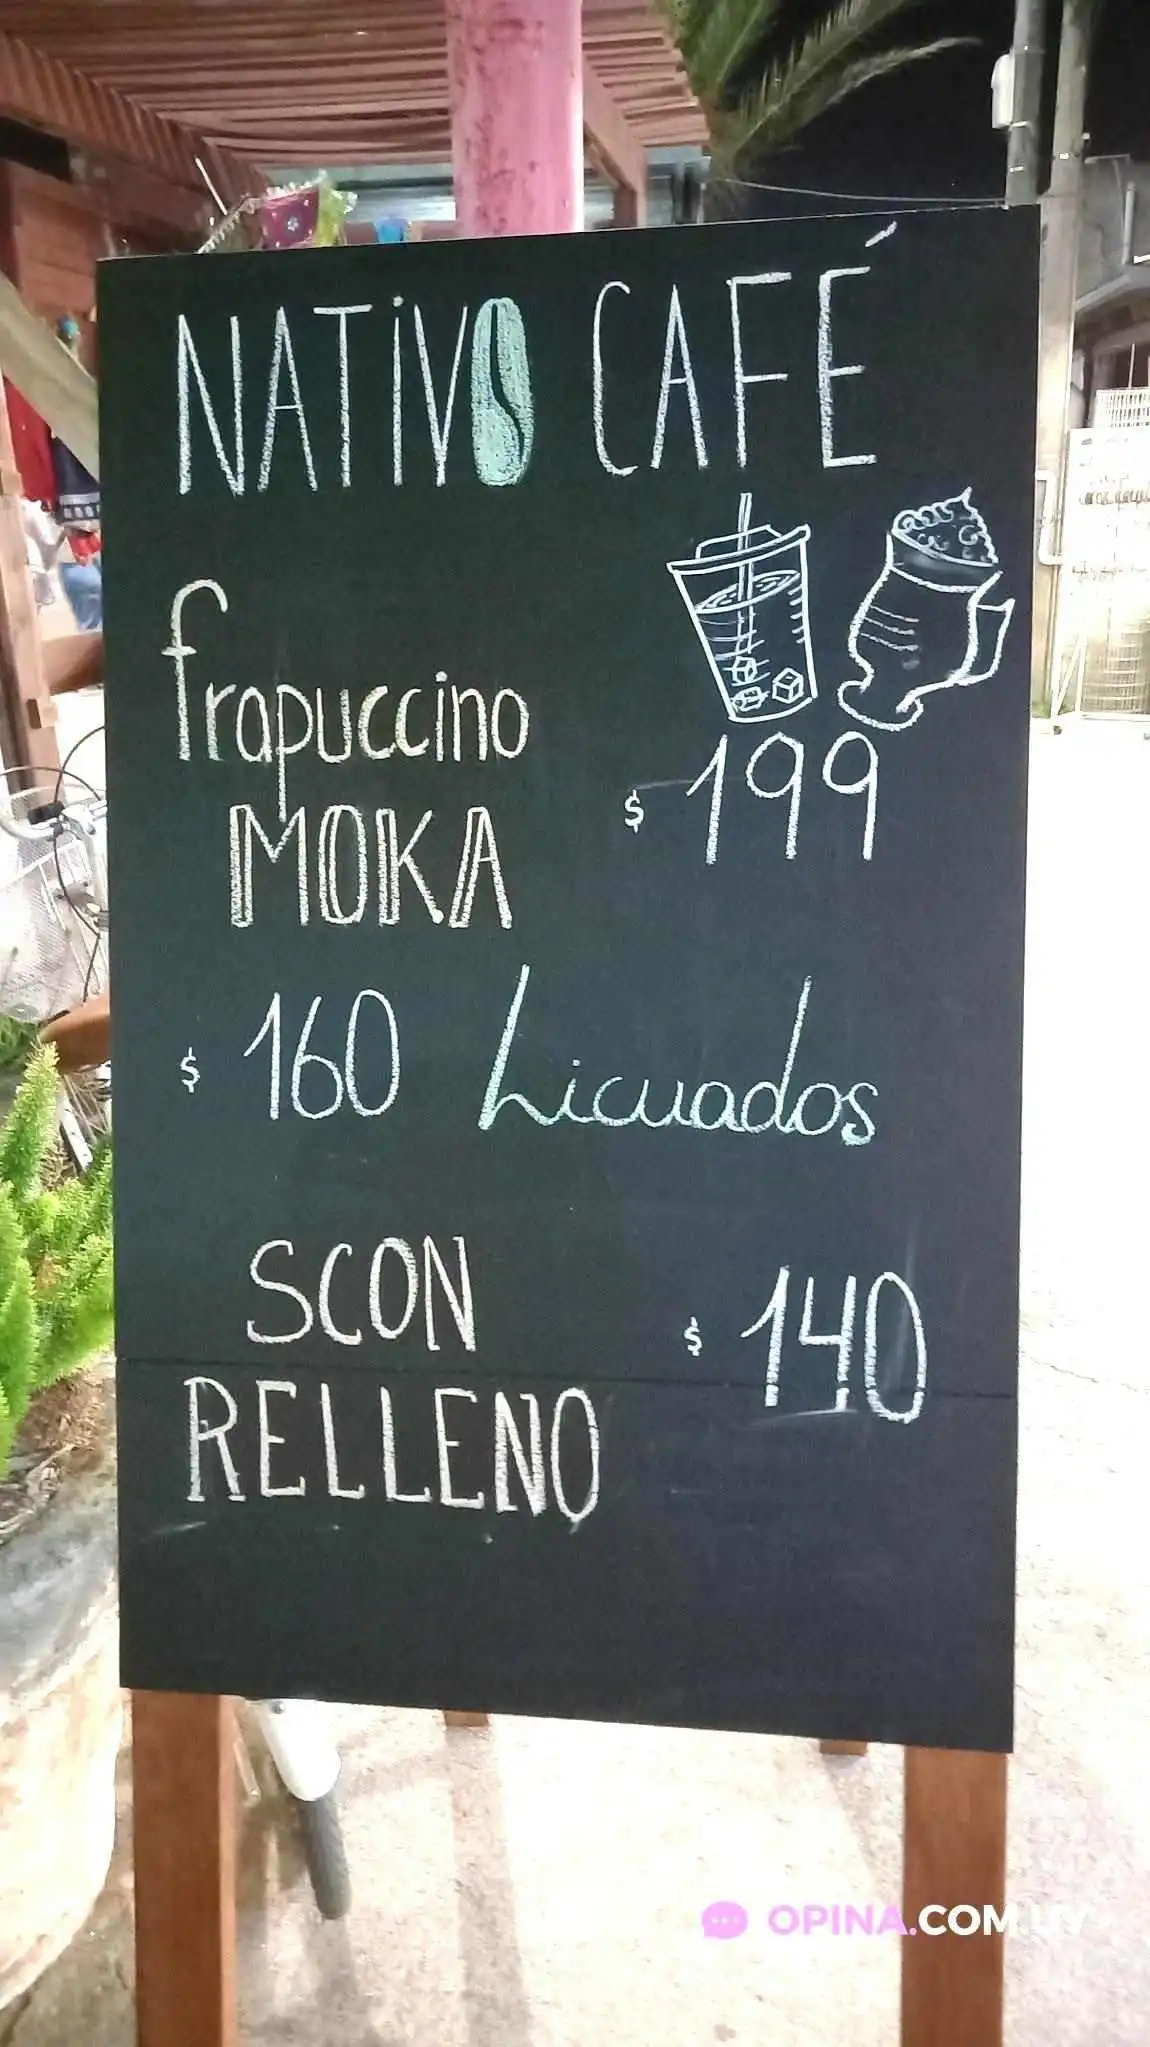 NATIVO CAFÉ
frapuccino
MOKA
$ 199
$ 160 Licuados
SCON
RELLENO
$ 140
OPINA.COM.UY